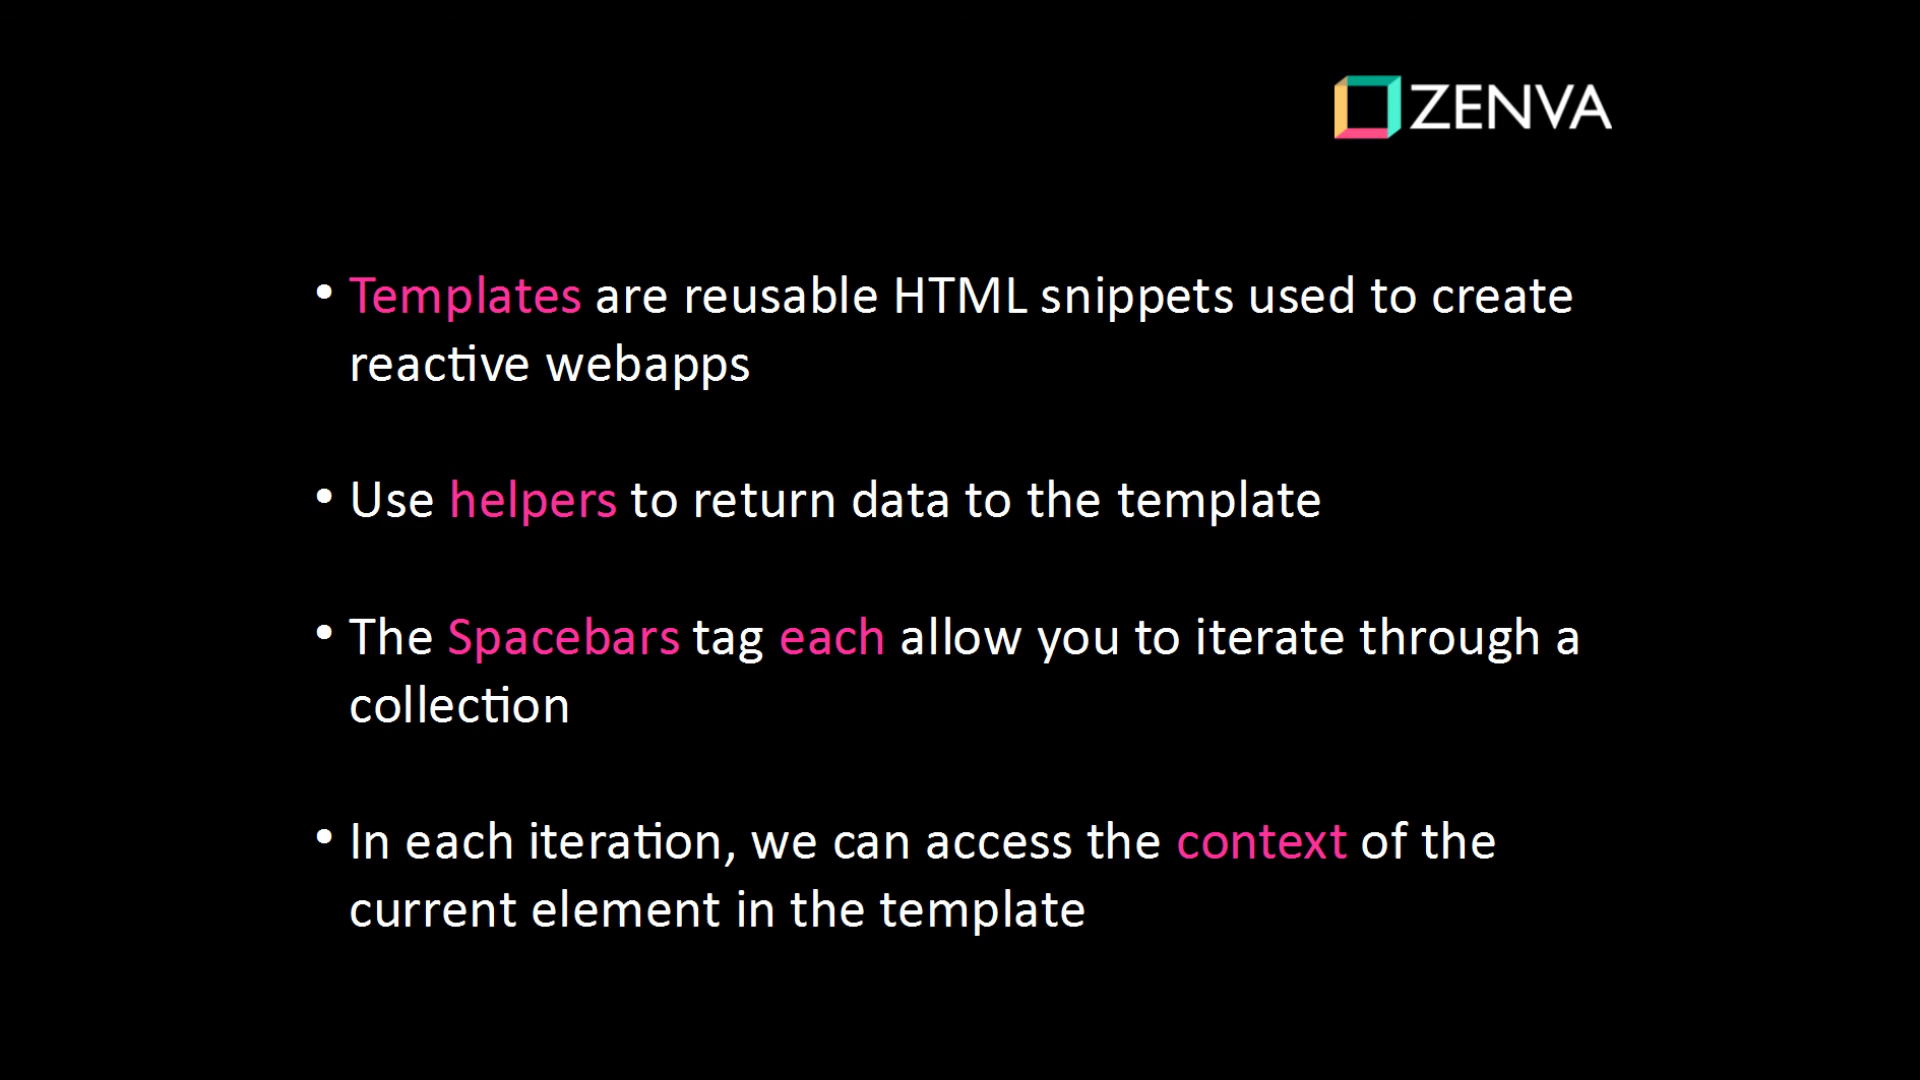 ZENVA
• Templates are reusable HTML snippets used to create
reactive webapps
• Use helpers to return data to the template
• The Spacebars tag each allow you to iterate through a
collection
• In each iteration, we can access the context of the
current element in the template